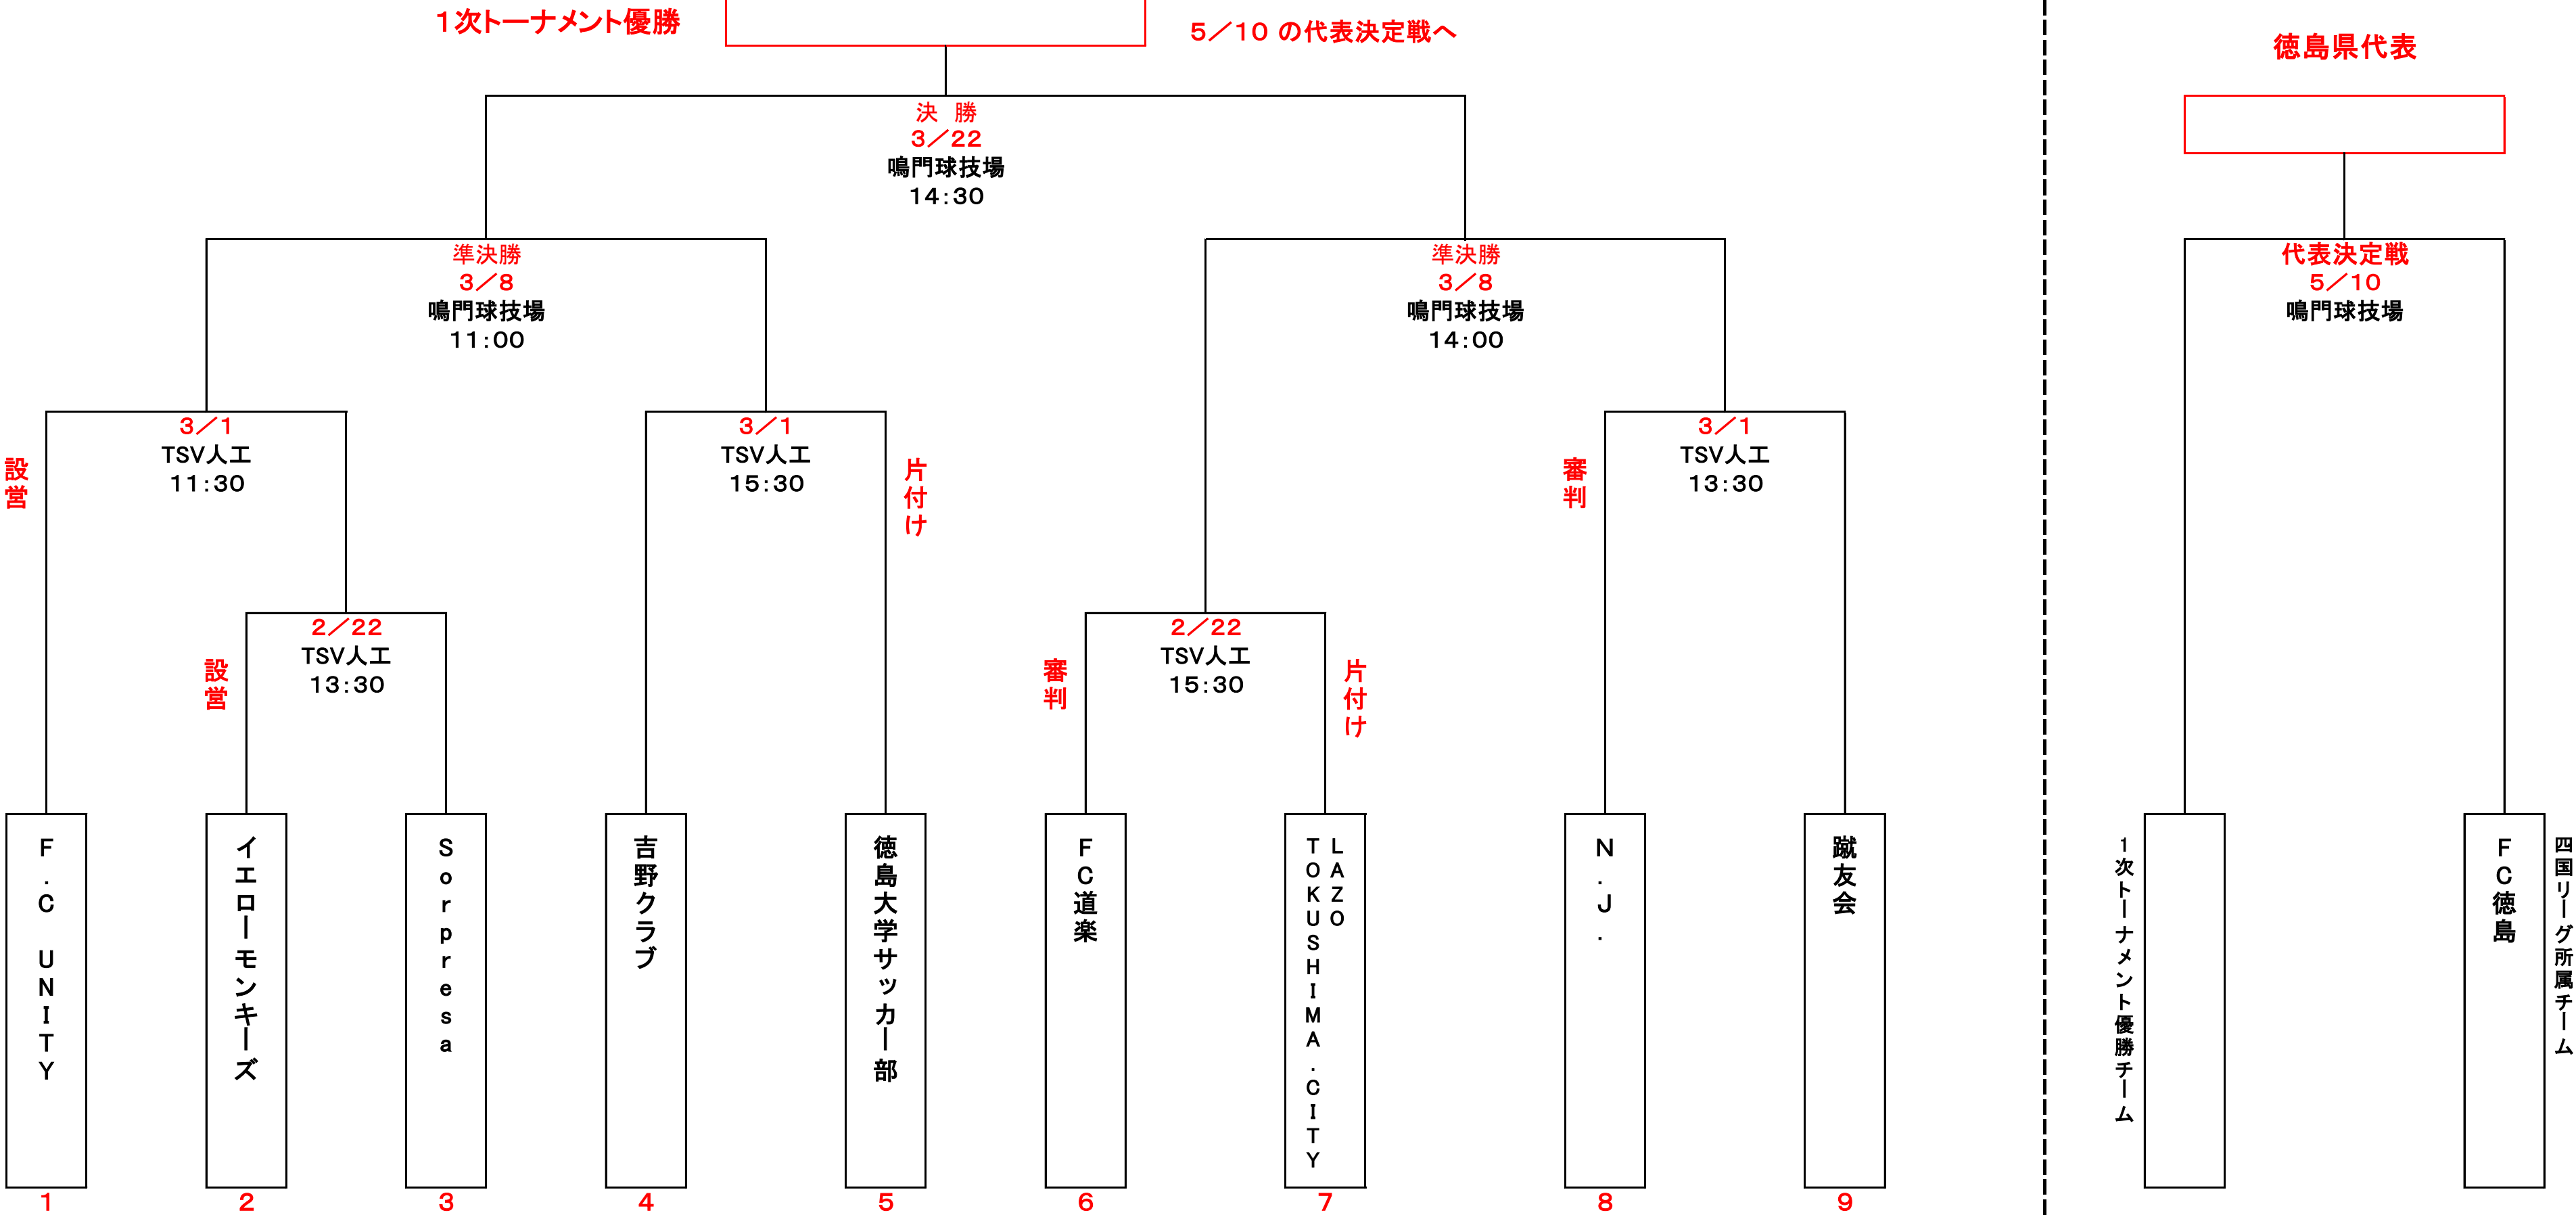 1次トーナメント優勝
5／10 の代表決定戦へ
徳島県代表
決 勝
3／22
鳴門球技場
14：30
準決勝
3／8
鳴門球技場
11：00
準決勝
3／8
鳴門球技場
14：00
代表決定戦
5／10
鳴門球技場
3／1
TSV人工
11：30
3／1
TSV人工
15：30
3／1
TSV人工
13：30
設営
片付け
審判
2／22
TSV人工
13：30
2／22
TSV人工
15：30
設営
審判
片付け
F.C UNITY
イエローモンキーズ
Sorpresa
吉野クラブ
徳島大学サッカー部
FC道楽
LAZO
TOKUSHIMA.CITY
N.J.
蹴友会
1次トーナメント優勝チーム
FC徳島
四国リーグ所属チーム
1
2
3
4
5
6
7
8
9